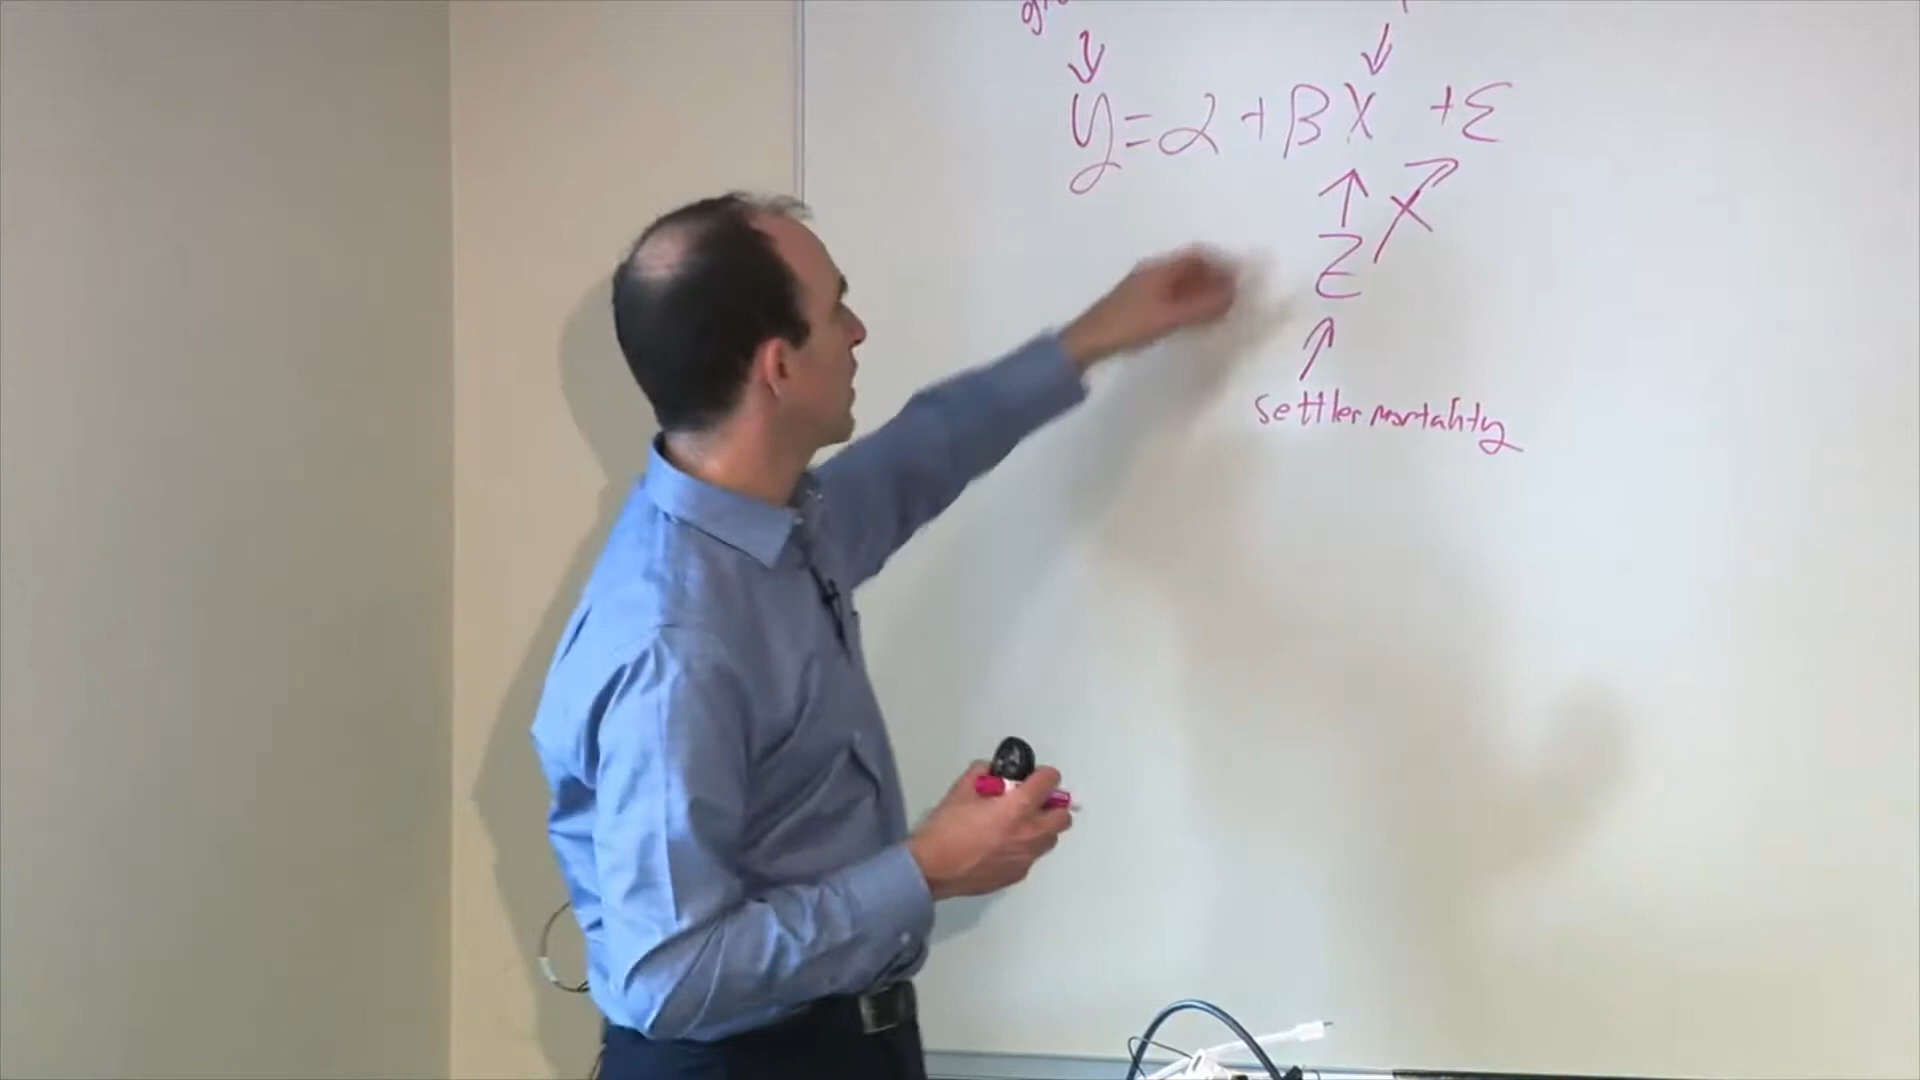 y = α + β X + ε
Z
settler mortality